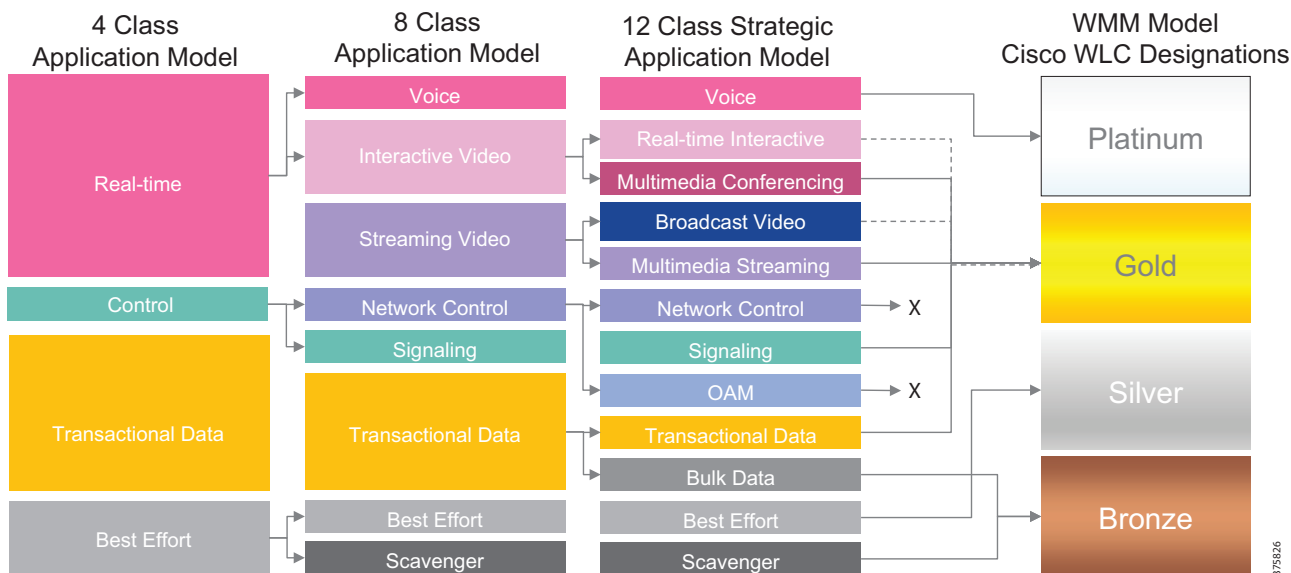 4 Class
Application Model
8 Class
Application Model
12 Class Strategic
Application Model
WMM Model
Cisco WLC Designations
Real-time
Control
Transactional Data
Best Effort
Voice
Interactive Video
Streaming Video
Network Control
Signaling
Transactional Data
Best Effort
Scavenger
Voice
Real-time Interactive
Multimedia Conferencing
Broadcast Video
Multimedia Streaming
Network Control
X
Signaling
OAM
X
Transactional Data
Bulk Data
Best Effort
Scavenger
Platinum
Gold
Silver
Bronze
375826